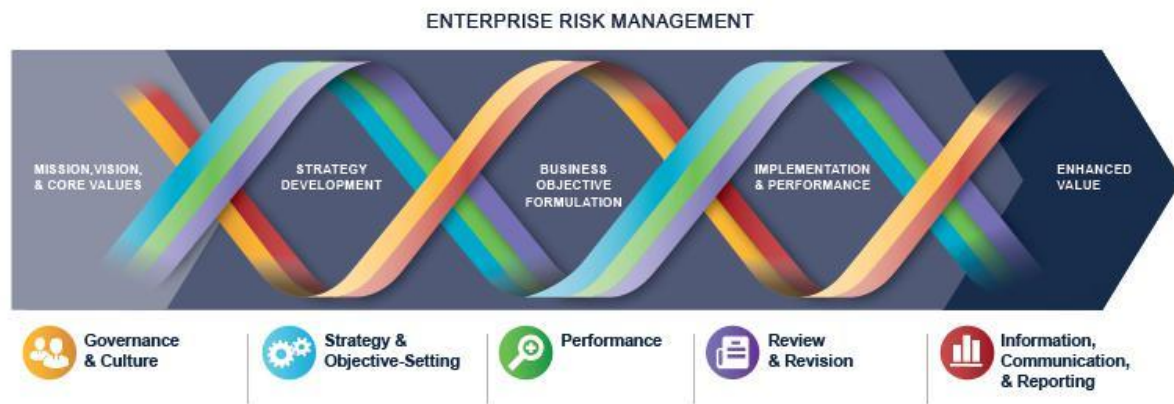 ENTERPRISE RISK MANAGEMENT
MISSION, VISION,
& CORE VALUES
STRATEGY
DEVELOPMENT
BUSINESS
OBJECTIVE
FORMULATION
IMPLEMENTATION
& PERFORMANCE
ENHANCED
VALUE
Governance
& Culture
Strategy &
Objective-Setting
Performance
Review
& Revision
Information,
Communication,
& Reporting